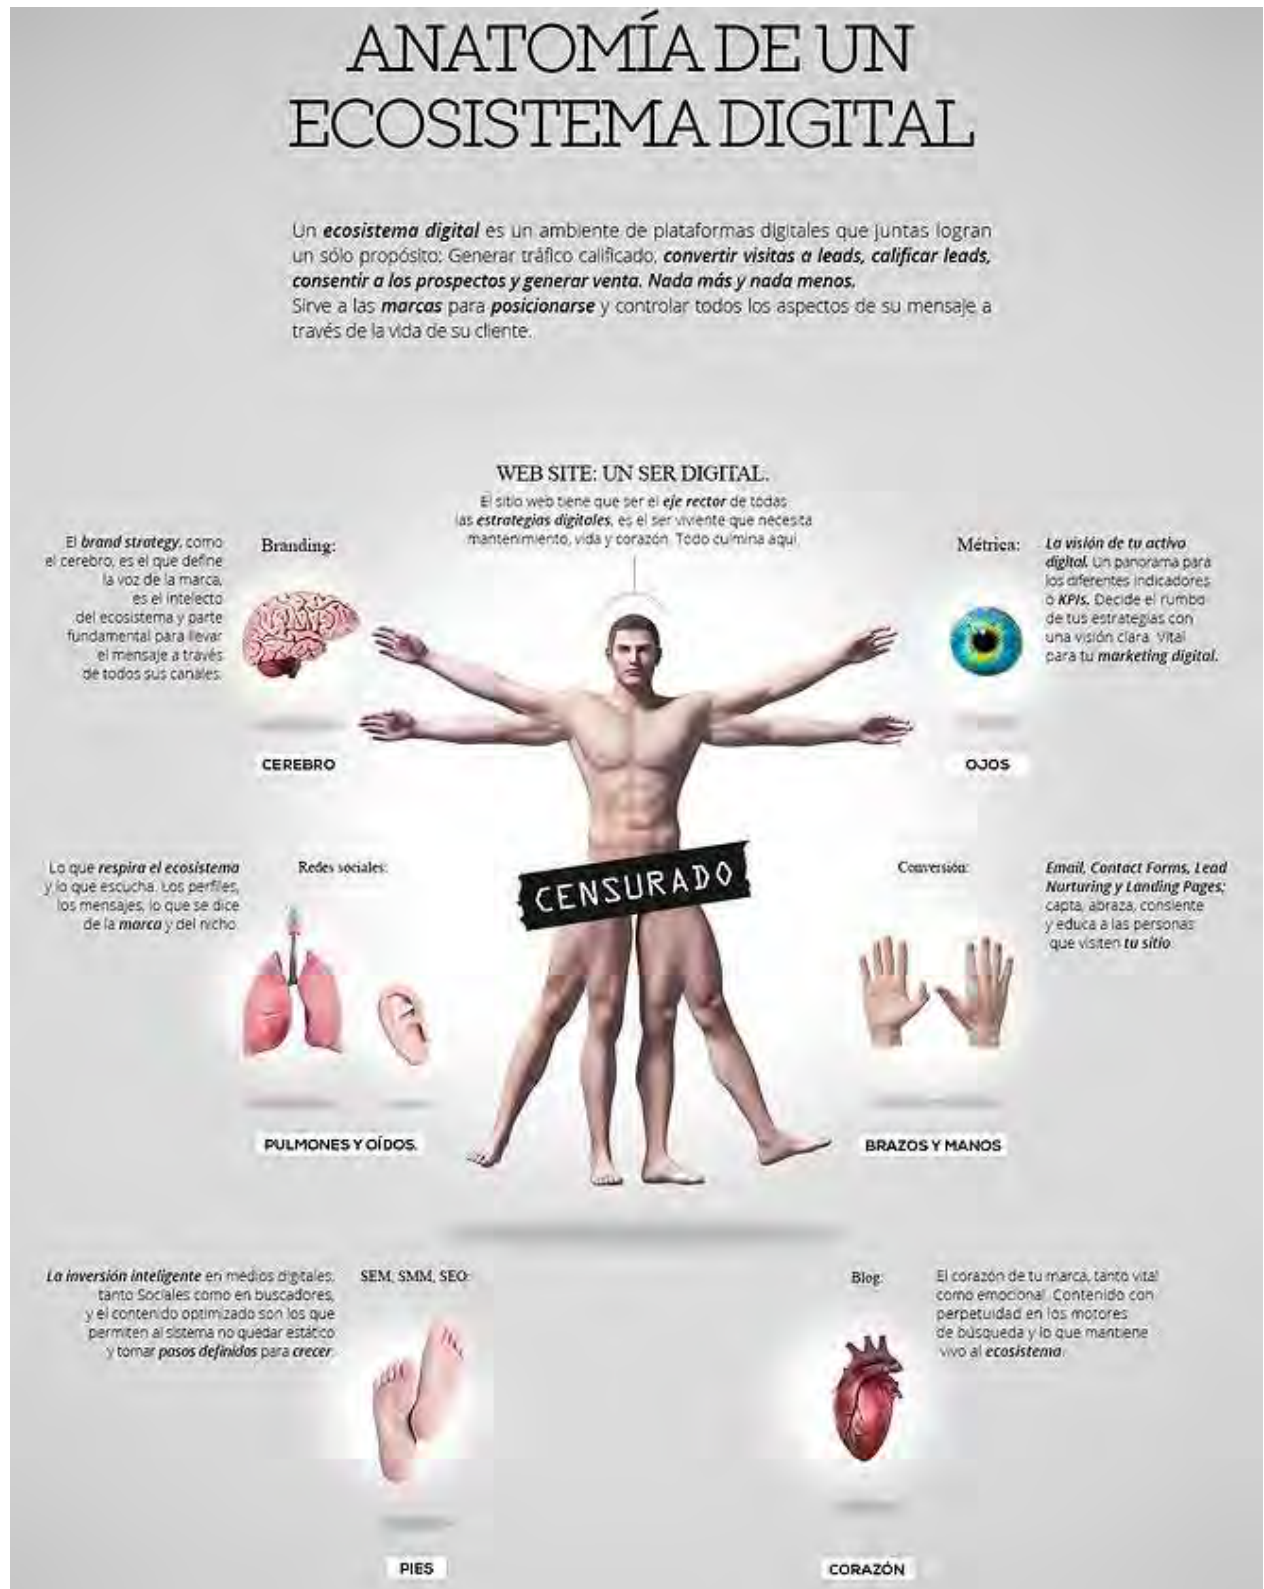 ANATOMÍA DE UN
ECOSISTEMA DIGITAL
Un ecosistema digital es un ambiente de plataformas digitales que juntas logran
un sólo propósito: Generar tráfico calificado, convertir visitas a leads, calificar leads,
consentir a los prospectos y generar venta. Nada más y nada menos.
Sirve a las marcas para posicionarse y controlar todos los aspectos de su mensaje a
través de la vida de su cliente.
WEB SITE: UN SER DIGITAL.
El sitio web tiene que ser el eje rector de todas
las estrategias digitales, es el ser viviente que necesita
mantenimiento, vida y corazón. Todo culmina aquí.
El brand strategy, como
el cerebro, es el que define
la voz de la marca,
es el intelecto
del ecosistema y parte
fundamental para llevar
el mensaje a través
de todos sus canales.
Branding:
CEREBRO
Métrica:
La visión de tu activo
digital. Un panorama para
los diferentes indicadores
o KPIs. Decide el rumbo
de tus estrategias con
una visión clara. Vital
para tu marketing digital.
OJOS
Lo que respira el ecosistema
y lo que escucha. Los perfiles,
los mensajes, lo que se dice
de la marca y del nicho.
Redes sociales:
PULMONES Y OÍDOS.
CENSURADO
Conversión:
Email, Contact Forms, Lead
Nurturing y Landing Pages;
capta, abraza, consiente
y educa a las personas
que visiten tu sitio.
BRAZOS Y MANOS
La inversión inteligente en medios digitales,
tanto Sociales como en buscadores,
y el contenido optimizado son los que
permiten al sistema no quedar estático
y tomar pasos definidos para crecer.
SEM, SMM, SEO:
PIES
Blog:
El corazón de tu marca, tanto vital
como emocional. Contenido con
perpetuidad en los motores
de búsqueda y lo que mantiene
vivo al ecosistema.
CORAZÓN